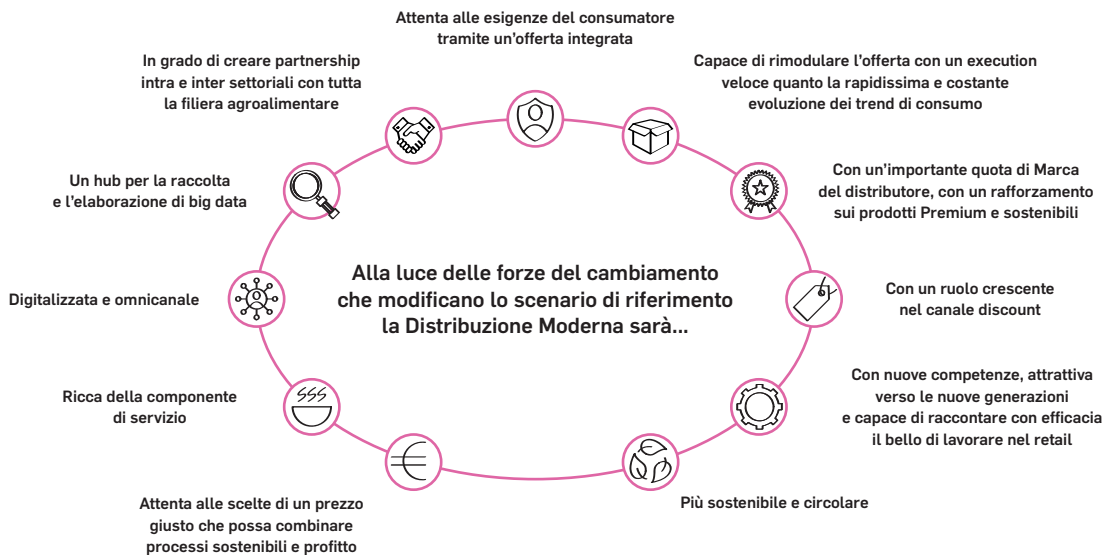 Attenta alle esigenze del consumatore
tramite un'offerta integrata
Capace di rimodulare l'offerta con un execution
veloce quanto la rapidissima e costante
evoluzione dei trend di consumo
Con un'importante quota di Marca
del distributore, con un rafforzamento
sui prodotti Premium e sostenibili
Con un ruolo crescente
nel canale discount
Con nuove competenze, attrattiva
verso le nuove generazioni
e capace di raccontare con efficacia
il bello di lavorare nel retail
Più sostenibile e circolare
Attenta alle scelte di un prezzo
giusto che possa combinare
processi sostenibili e profitto
Ricca della componente
di servizio
Digitalizzata e omnicanale
Un hub per la raccolta
e l'elaborazione di big data
In grado di creare partnership
intra e inter settoriali con tutta
la filiera agroalimentare
Alla luce delle forze del cambiamento
che modificano lo scenario di riferimento
la Distribuzione Moderna sarà...